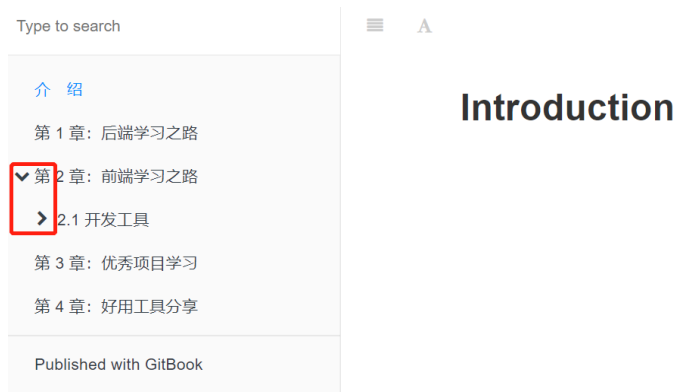 Type to search
A
介 绍
Introduction
第 1 章：后端学习之路
第 2 章：前端学习之路
2.1 开发工具
第 3 章：优秀项目学习
第 4 章：好用工具分享
Published with GitBook